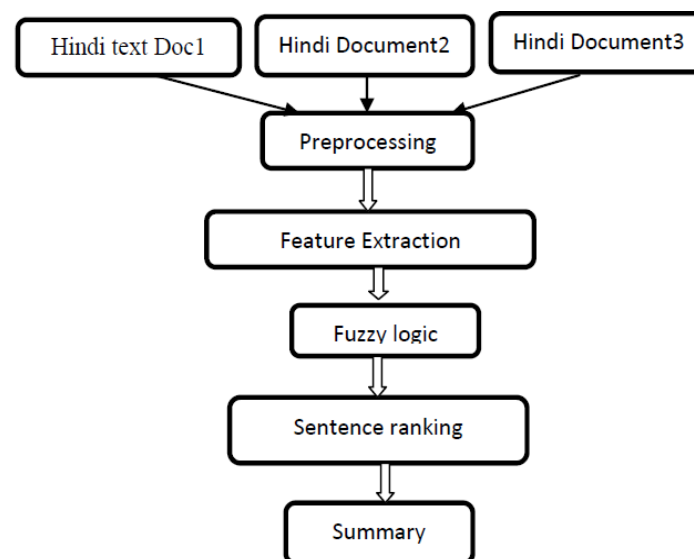 Hindi text Doc1
Hindi Document2
Hindi Document3
Preprocessing
Feature Extraction
Fuzzy logic
Sentence ranking
Summary